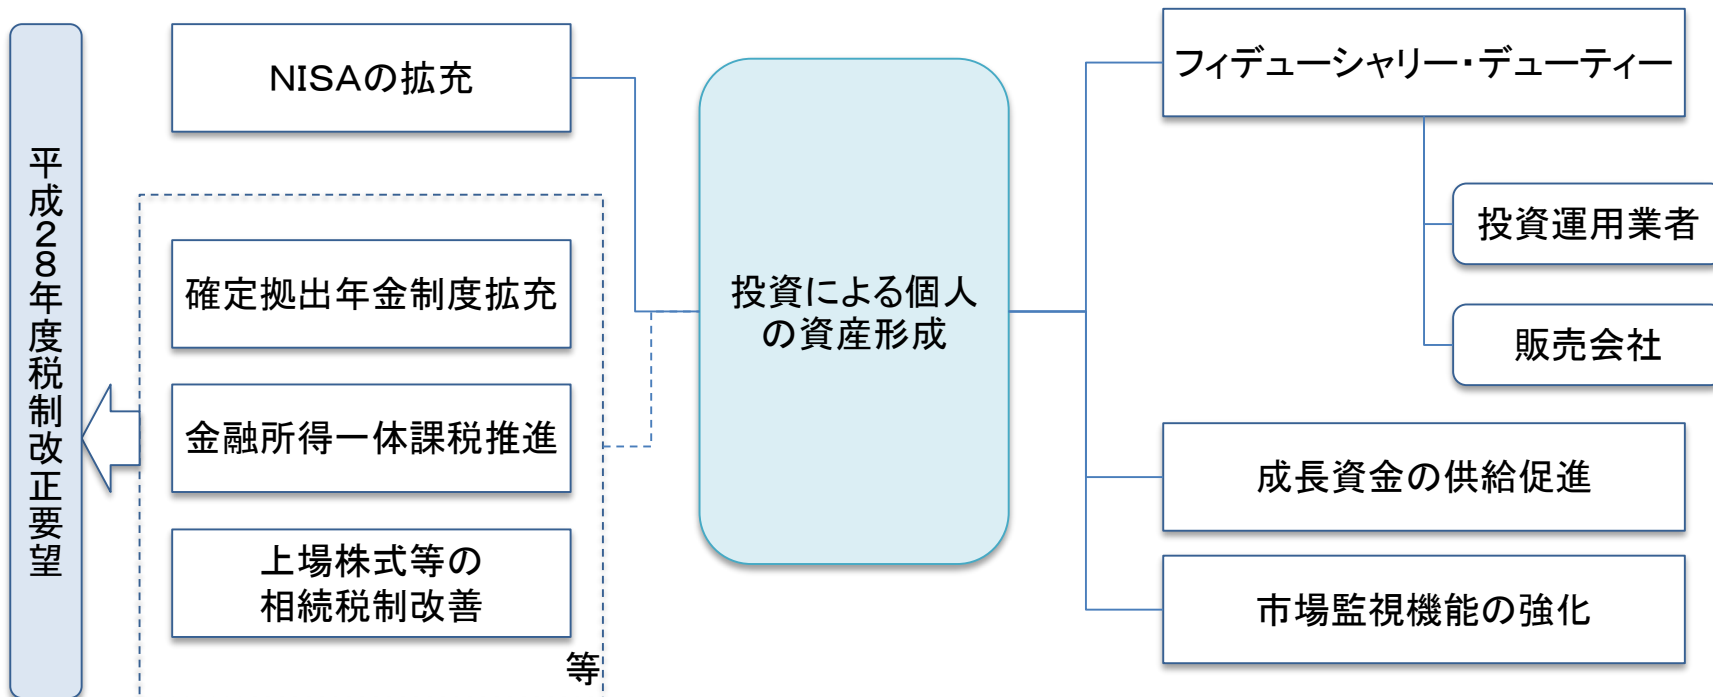 平成２８年度税制改正要望
ＮＩＳＡの拡充
確定拠出年金制度拡充
金融所得一体課税推進
上場株式等の
相続税制改善
等
投資による個人
の資産形成
フィデューシャリー・デューティー
投資運用業者
販売会社
成長資金の供給促進
市場監視機能の強化